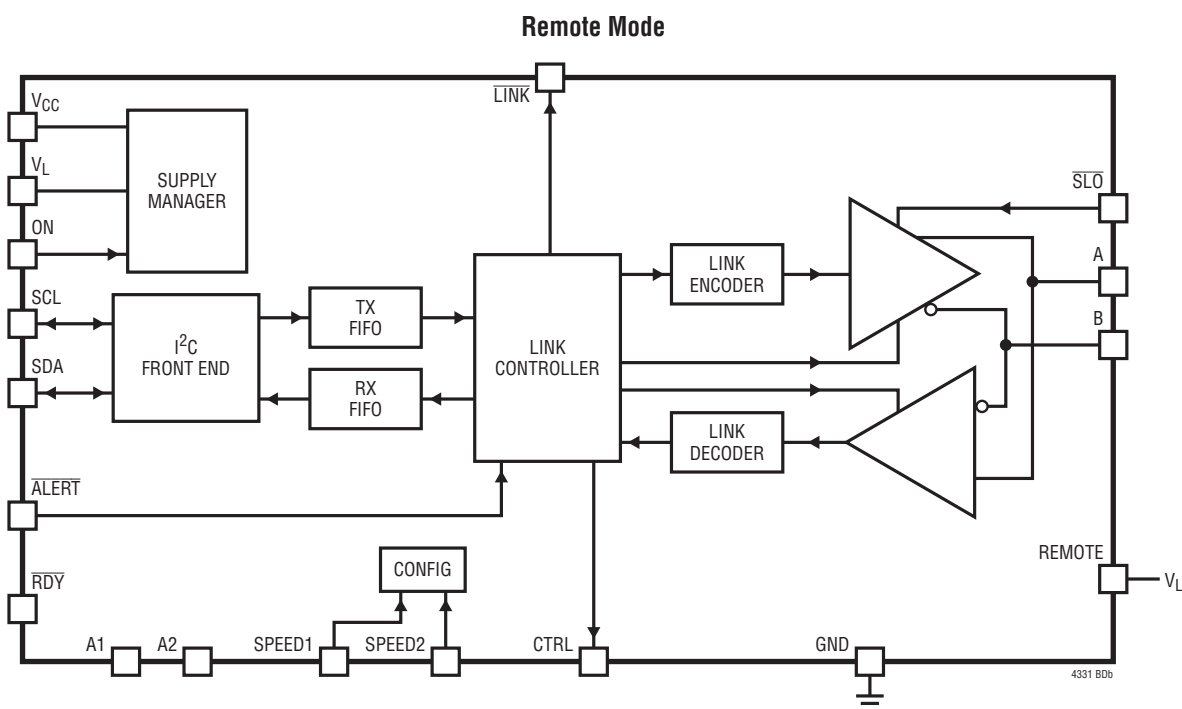 Remote Mode
LINK
VCC
VL
ON
SCL
SDA
ALERT
RDY
SUPPLY
MANAGER
I2C
FRONT END
TX
FIFO
RX
FIFO
LINK
CONTROLLER
LINK
ENCODER
LINK
DECODER
SLO
A
B
REMOTE
VL
CONFIG
A1
A2
SPEED1
SPEED2
CTRL
GND
4331 BDb